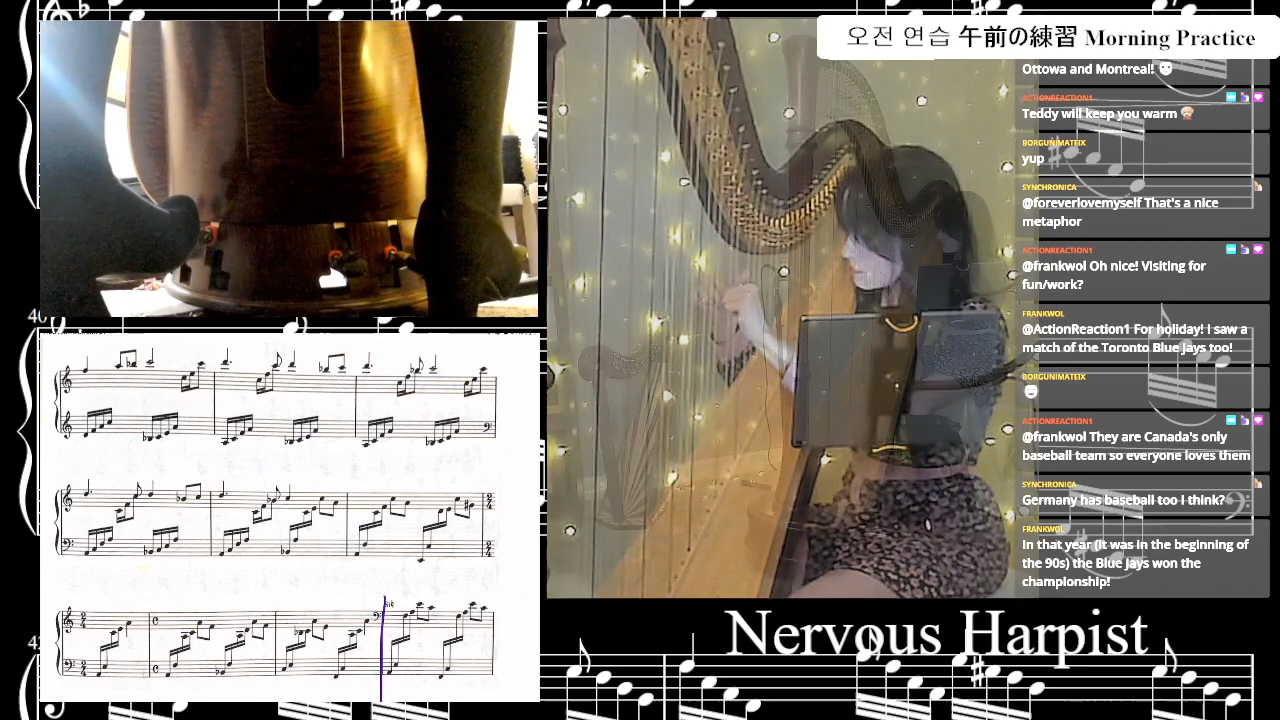 오전 연습 午前の練習 Morning Practice
Ottowa and Montreal!
ACTIONREACTION1
Teddy will keep you warm
BORGUNIMATEIX
yup
SYNCHRONICA
@foreverlovemyself That's a nice
metaphor
ACTIONREACTION1
@frankwol Oh nice! Visiting for
fun/work?
FRANKWOL
@ActionReaction1 For holiday! I saw a
match of the Toronto Blue Jays too!
BORGUNIMATEIX
ACTIONREACTION1
@frankwol They are Canada's only
baseball team so everyone loves them
SYNCHRONICA
Germany has baseball too I think?
FRANKWOL
In that year (it was in the beginning of
the 90s) the Blue Jays won the
championship!
Nervous Harpist